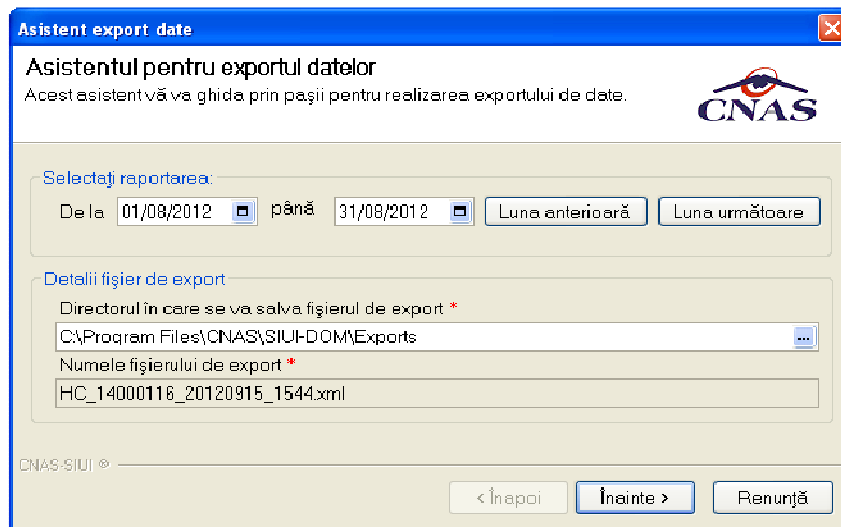 Asistent export date
Asistentul pentru exportul datelor
Acest asistent vă va ghida prin paşii pentru realizarea exportului de date.
CNAS
Selectaţi raportarea:
De la 01/08/2012 până 31/08/2012 Luna anterioară Luna următoare
Detalii fişier de export
Directorul în care se va salva fişierul de export *
C:\Program Files\CNAS\SIUI-DOM\Exports ...
Numele fişierului de export *
HC_14000116_20120915_1544.xml
CNAS-SIUI ®
< Înapoi Înainte > Renunţă